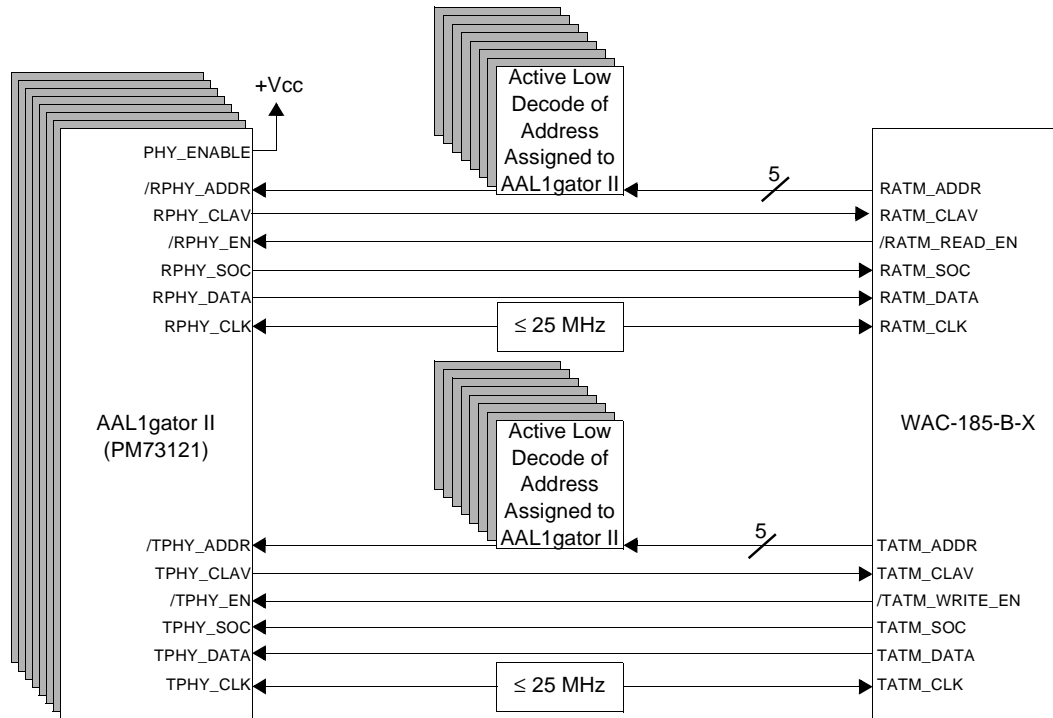 +Vcc
Active Low
Decode of
Address
Assigned to
AAL1gator II
PHY_ENABLE
/RPHY_ADDR
5
RATM_ADDR
RPHY_CLAV
RATM_CLAV
/RPHY_EN
/RATM_READ_EN
RPHY_SOC
RATM_SOC
RPHY_DATA
RATM_DATA
RPHY_CLK
≤ 25 MHz
RATM_CLK
AAL1gator II
(PM73121)
WAC-185-B-X
Active Low
Decode of
Address
Assigned to
AAL1gator II
/TPHY_ADDR
5
TATM_ADDR
TPHY_CLAV
TATM_CLAV
/TPHY_EN
/TATM_WRITE_EN
TPHY_SOC
TATM_SOC
TPHY_DATA
TATM_DATA
TPHY_CLK
≤ 25 MHz
TATM_CLK